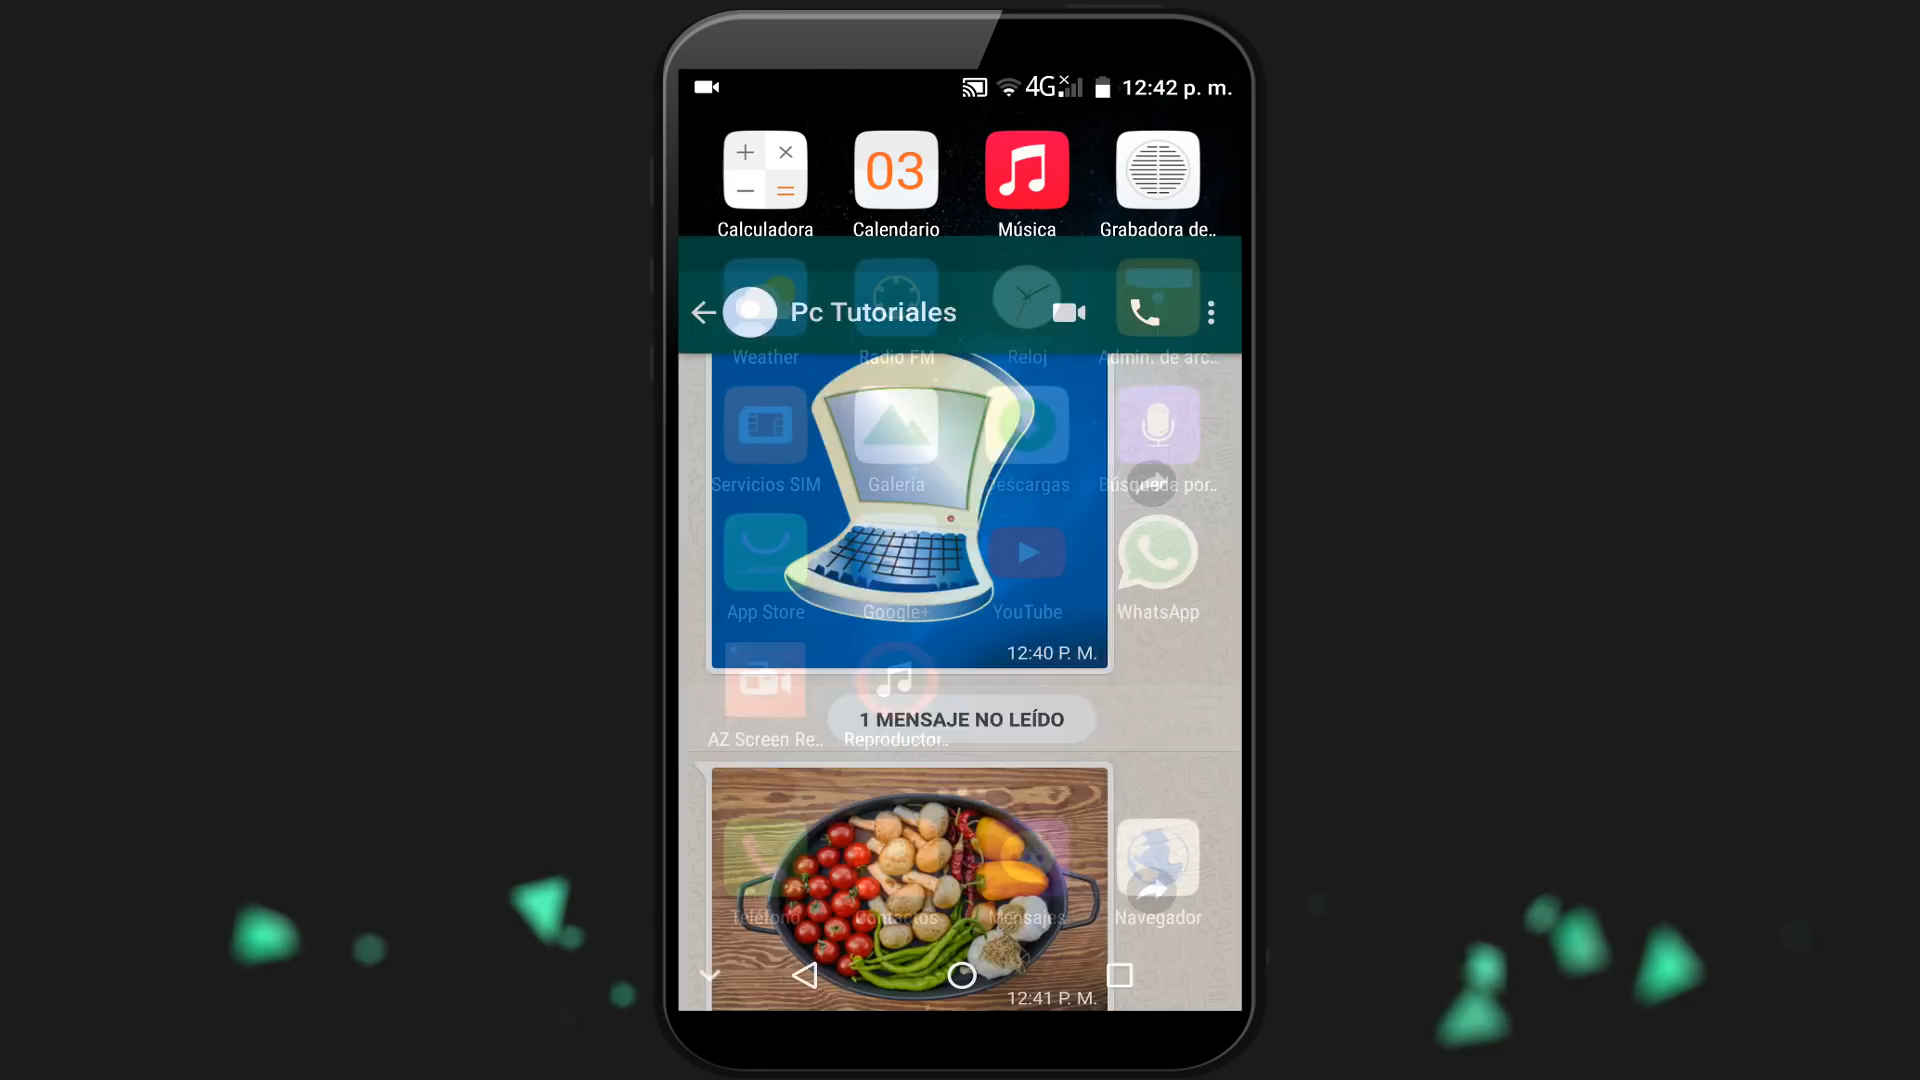 4G 12:42 p. m.
03
Calculadora Calendario Música Grabadora de..
Pc Tutoriales
Weather Radio FM Reloj Admin. de arc..
Servicios SIM Galería Descargas Búsqueda por..
App Store Google+ YouTube WhatsApp
12:40 P. M.
1 MENSAJE NO LEÍDO
AZ Screen Re.. Reproductor..
Teléfono Contactos Mensajes Navegador
12:41 P. M.